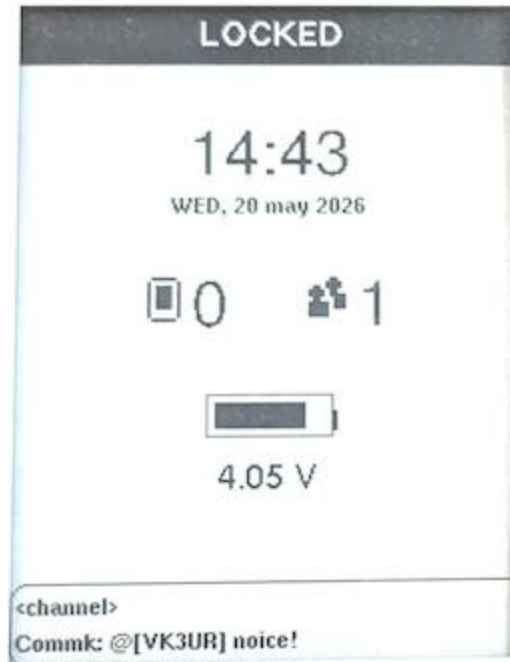 LOCKED
14:43
WED, 20 may 2026
0 1
4.05 V
<channel>
Commk: @[VK3UR] noice!